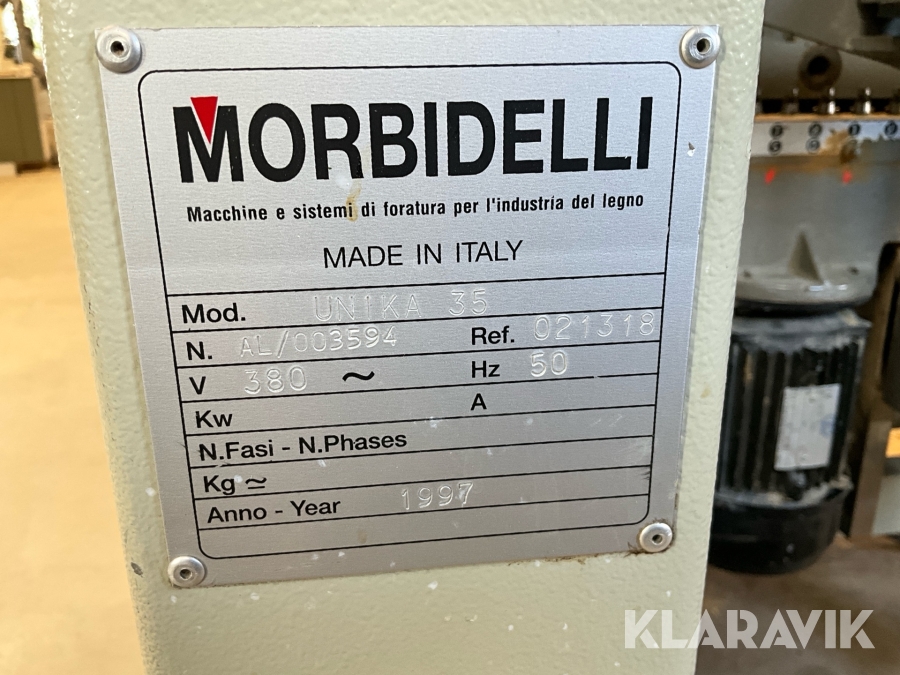 MORBIDELLI
Macchine e sistemi di foratura per l'industria del legno
MADE IN ITALY
Mod. UNIKA 35
N. AL/003594 Ref. 021318
V 380 ~ Hz 50
Kw A
N.Fasi - N.Phases
Kg ≃
Anno - Year 1997
KLARAVIK